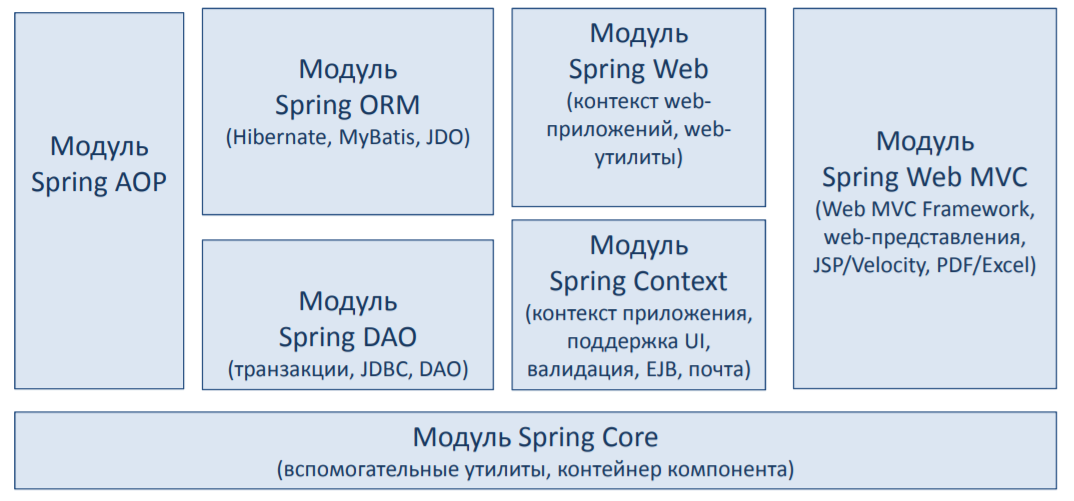 Модуль
Spring AOP
Модуль
Spring ORM
(Hibernate, MyBatis, JDO)
Модуль
Spring DAO
(транзакции, JDBC, DAO)
Модуль
Spring Web
(контекст web-
приложений, web-
утилиты)
Модуль
Spring Context
(контекст приложения,
поддержка UI,
валидация, EJB, почта)
Модуль
Spring Web MVC
(Web MVC Framework,
web-представления,
JSP/Velocity, PDF/Excel)
Модуль Spring Core
(вспомогательные утилиты, контейнер компонента)